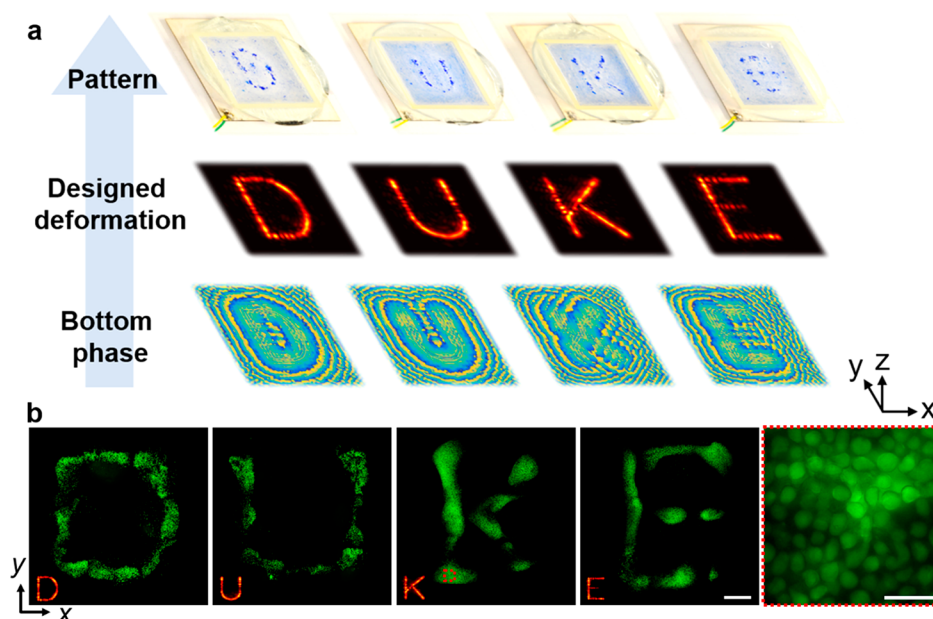 a
Pattern
Designed
deformation
D U K E
Bottom
phase
y z
x
b
D U K E
y
x
D U K E